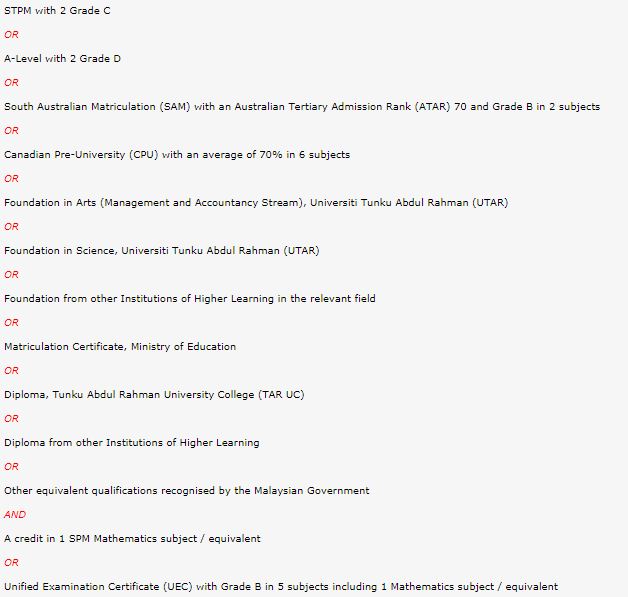 STPM with 2 Grade C
OR
A-Level with 2 Grade D
OR
South Australian Matriculation (SAM) with an Australian Tertiary Admission Rank (ATAR) 70 and Grade B in 2 subjects
OR
Canadian Pre-University (CPU) with an average of 70% in 6 subjects
OR
Foundation in Arts (Management and Accountancy Stream), Universiti Tunku Abdul Rahman (UTAR)
OR
Foundation in Science, Universiti Tunku Abdul Rahman (UTAR)
OR
Foundation from other Institutions of Higher Learning in the relevant field
OR
Matriculation Certificate, Ministry of Education
OR
Diploma, Tunku Abdul Rahman University College (TAR UC)
OR
Diploma from other Institutions of Higher Learning
OR
Other equivalent qualifications recognised by the Malaysian Government
AND
A credit in 1 SPM Mathematics subject / equivalent
OR
Unified Examination Certificate (UEC) with Grade B in 5 subjects including 1 Mathematics subject / equivalent